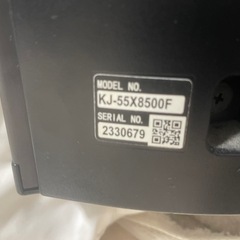 MODEL NO.
KJ-55X8500F
SERIAL NO.
2330679